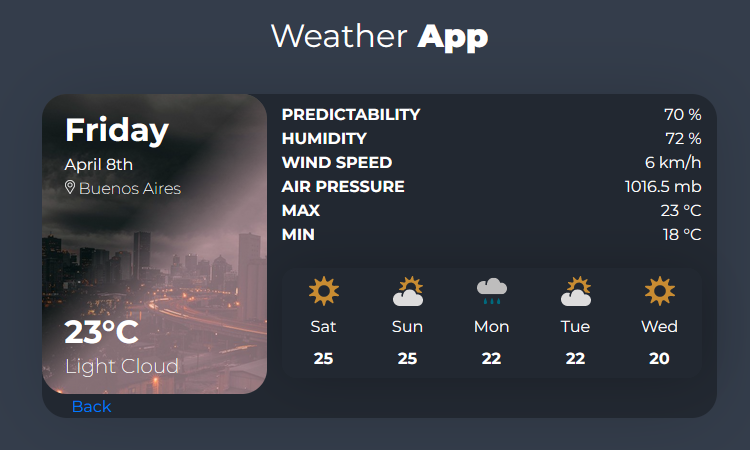 Weather App
Friday
April 8th
Buenos Aires
23°C
Light Cloud
Back
PREDICTABILITY 70 %
HUMIDITY 72 %
WIND SPEED 6 km/h
AIR PRESSURE 1016.5 mb
MAX 23 °C
MIN 18 °C
Sat Sun Mon Tue Wed
25 25 22 22 20